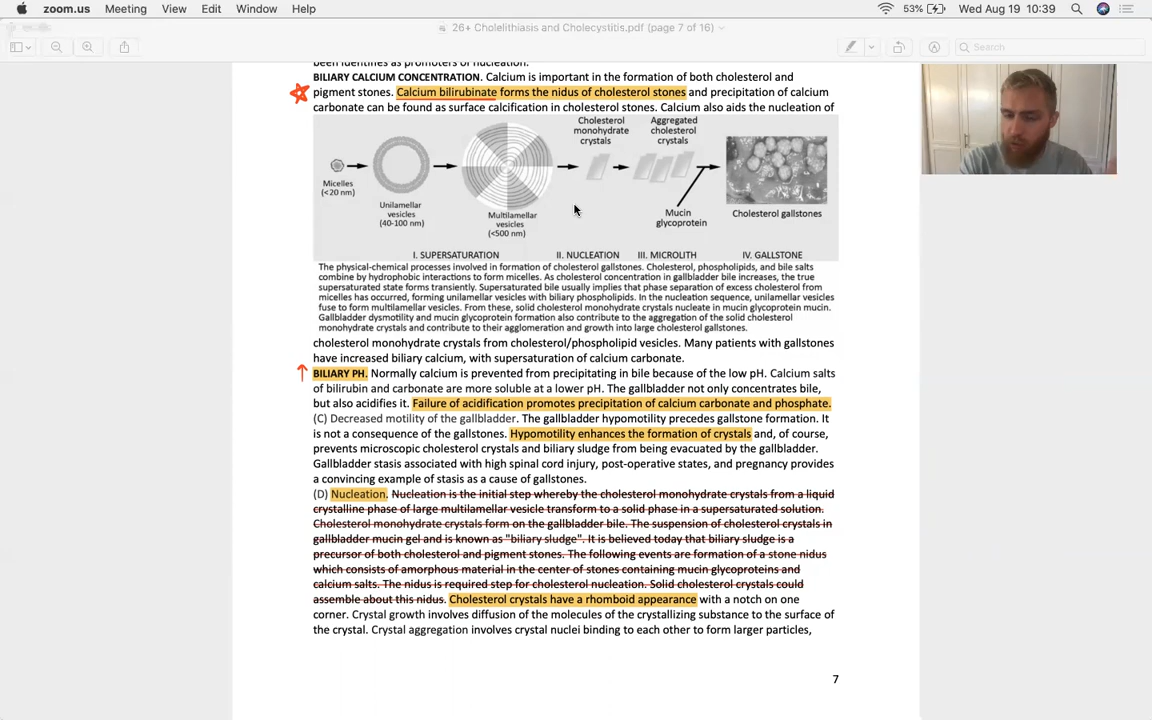 zoom.us Meeting View Edit Window Help 53% Wed Aug 19 10:39
26+ Cholelithiasis and Cholecystitis.pdf (page 7 of 16)
Search
been identified as promoters of nucleation.
BILIARY CALCIUM CONCENTRATION. Calcium is important in the formation of both cholesterol and
pigment stones. Calcium bilirubinate forms the nidus of cholesterol stones and precipitation of calcium
carbonate can be found as surface calcification in cholesterol stones. Calcium also aids the nucleation of
Cholesterol
monohydrate
crystals
Aggregated
cholesterol
crystals
Micelles
(<20 nm)
Unilamellar
vesicles
(40-100 nm)
Multilamellar
vesicles
(<500 nm)
Mucin
glycoprotein
Cholesterol gallstones
I. SUPERSATURATION II. NUCLEATION III. MICROLITH IV. GALLSTONE
The physical-chemical processes involved in formation of cholesterol gallstones. Cholesterol, phospholipids, and bile salts
combine by hydrophobic interactions to form micelles. As cholesterol concentration in gallbladder bile increases, the true
supersaturated state forms transiently. Supersaturated bile usually implies that phase separation of excess cholesterol from
micelles has occurred, forming unilamellar vesicles with biliary phospholipids. In the nucleation sequence, unilamellar vesicles
fuse to form multilamellar vesicles. From these, solid cholesterol monohydrate crystals nucleate in mucin glycoprotein mucin.
Gallbladder dysmotility and mucin glycoprotein formation also contribute to the aggregation of the solid cholesterol
monohydrate crystals and contribute to their agglomeration and growth into large cholesterol gallstones.
cholesterol monohydrate crystals from cholesterol/phospholipid vesicles. Many patients with gallstones
have increased biliary calcium, with supersaturation of calcium carbonate.
BILIARY PH. Normally calcium is prevented from precipitating in bile because of the low pH. Calcium salts
of bilirubin and carbonate are more soluble at a lower pH. The gallbladder not only concentrates bile,
but also acidifies it. Failure of acidification promotes precipitation of calcium carbonate and phosphate.
(C) Decreased motility of the gallbladder. The gallbladder hypomotility precedes gallstone formation. It
is not a consequence of the gallstones. Hypomotility enhances the formation of crystals and, of course,
prevents microscopic cholesterol crystals and biliary sludge from being evacuated by the gallbladder.
Gallbladder stasis associated with high spinal cord injury, post-operative states, and pregnancy provides
a convincing example of stasis as a cause of gallstones.
(D) Nucleation. Nucleation is the initial step whereby the cholesterol monohydrate crystals from a liquid
crystalline phase of large multilamellar vesicle transform to a solid phase in a supersaturated solution.
Cholesterol monohydrate crystals form on the gallbladder bile. The suspension of cholesterol crystals in
gallbladder mucin gel and is known as "biliary sludge". It is believed today that biliary sludge is a
precursor of both cholesterol and pigment stones. The following events are formation of a stone nidus
which consists of amorphous material in the center of stones containing mucin glycoproteins and
calcium salts. The nidus is required step for cholesterol nucleation. Solid cholesterol crystals could
assemble about this nidus. Cholesterol crystals have a rhomboid appearance with a notch on one
corner. Crystal growth involves diffusion of the molecules of the crystallizing substance to the surface of
the crystal. Crystal aggregation involves crystal nuclei binding to each other to form larger particles,
7